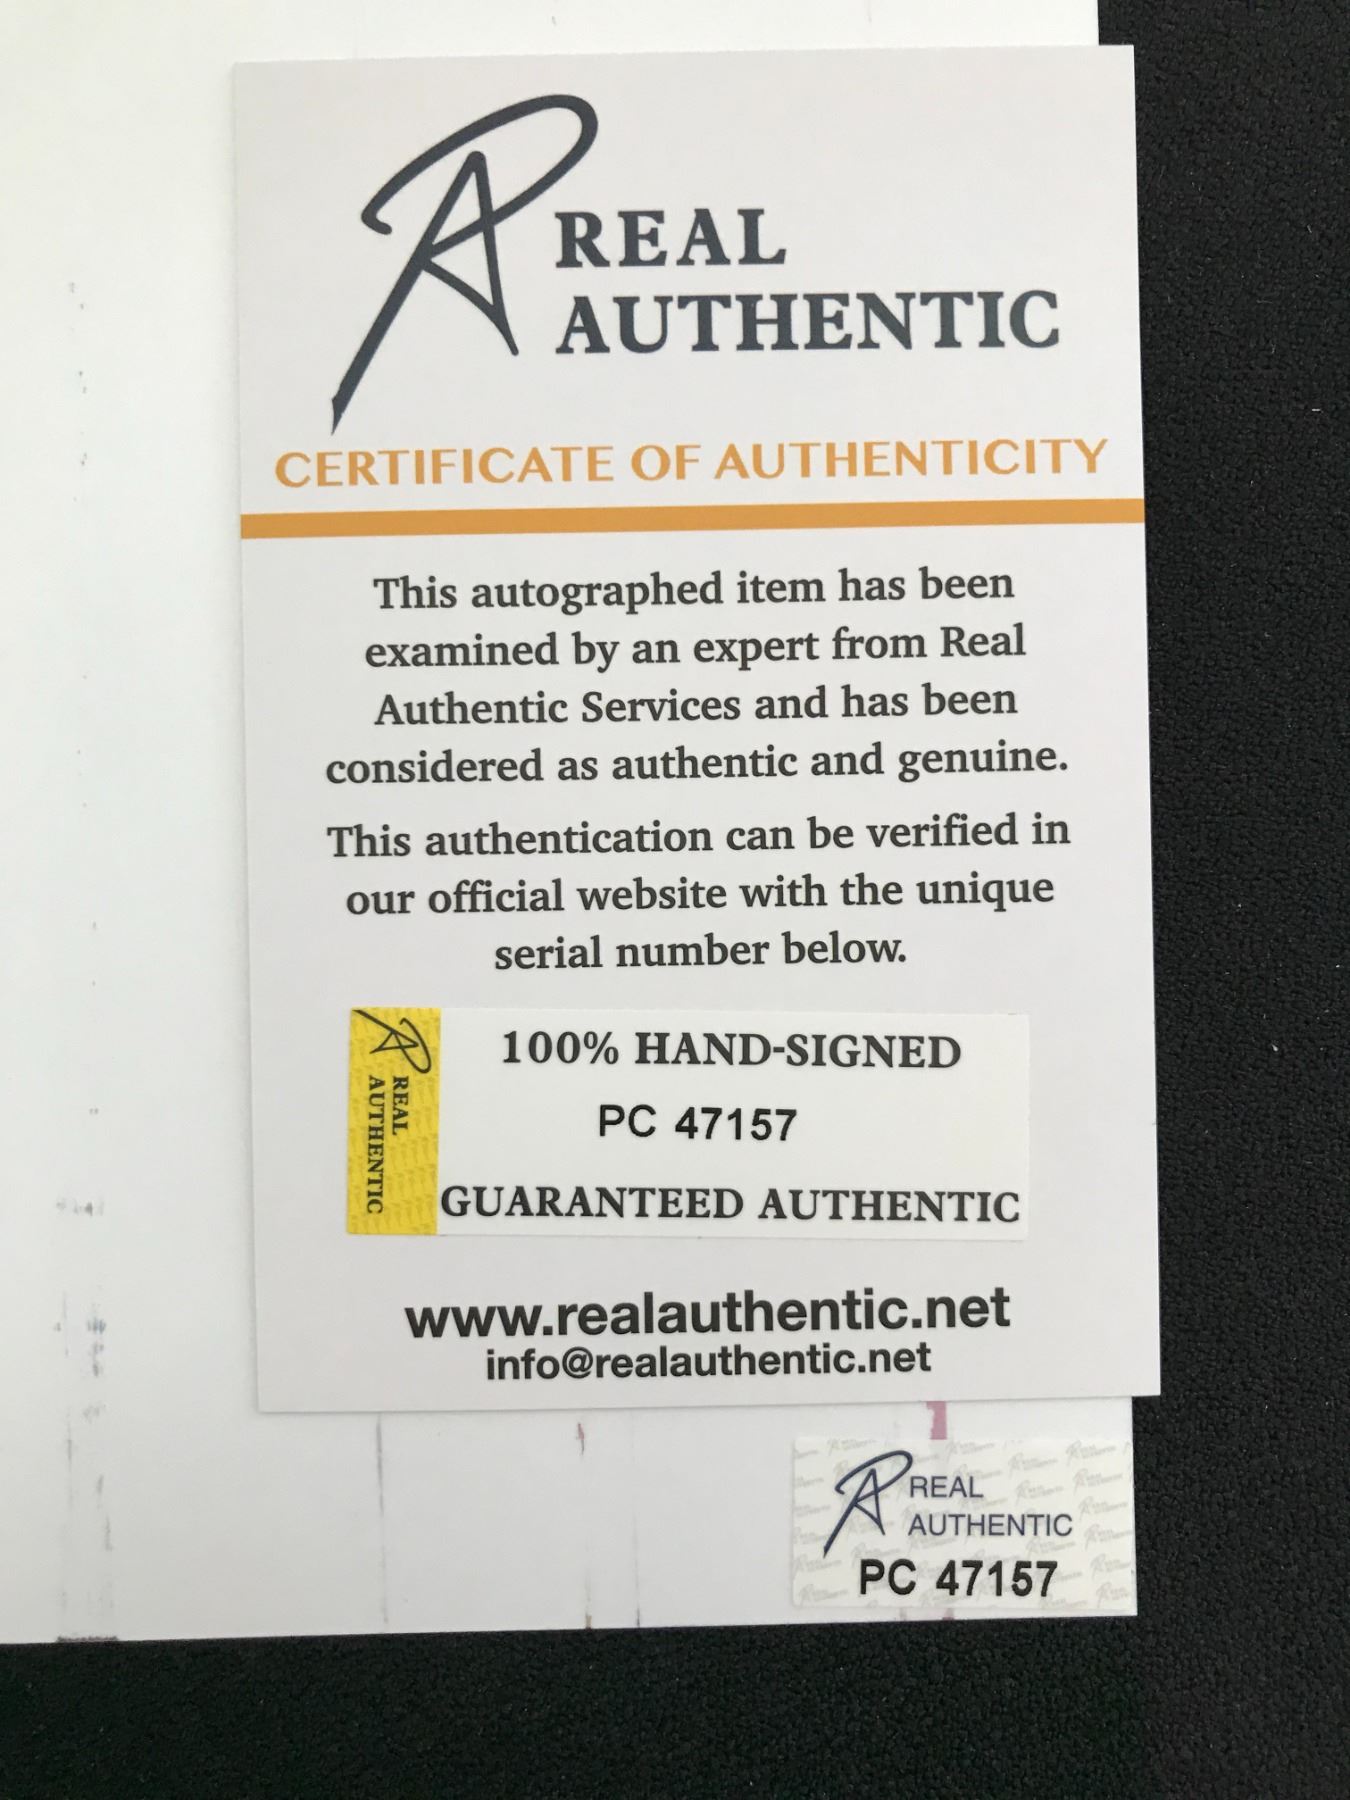 REAL
AUTHENTIC
CERTIFICATE OF AUTHENTICITY
This autographed item has been
examined by an expert from Real
Authentic Services and has been
considered as authentic and genuine.
This authentication can be verified in
our official website with the unique
serial number below.
REAL
AUTHENTIC
100% HAND-SIGNED
PC 47157
GUARANTEED AUTHENTIC
www.realauthentic.net
info@realauthentic.net
REAL
AUTHENTIC
PC 47157